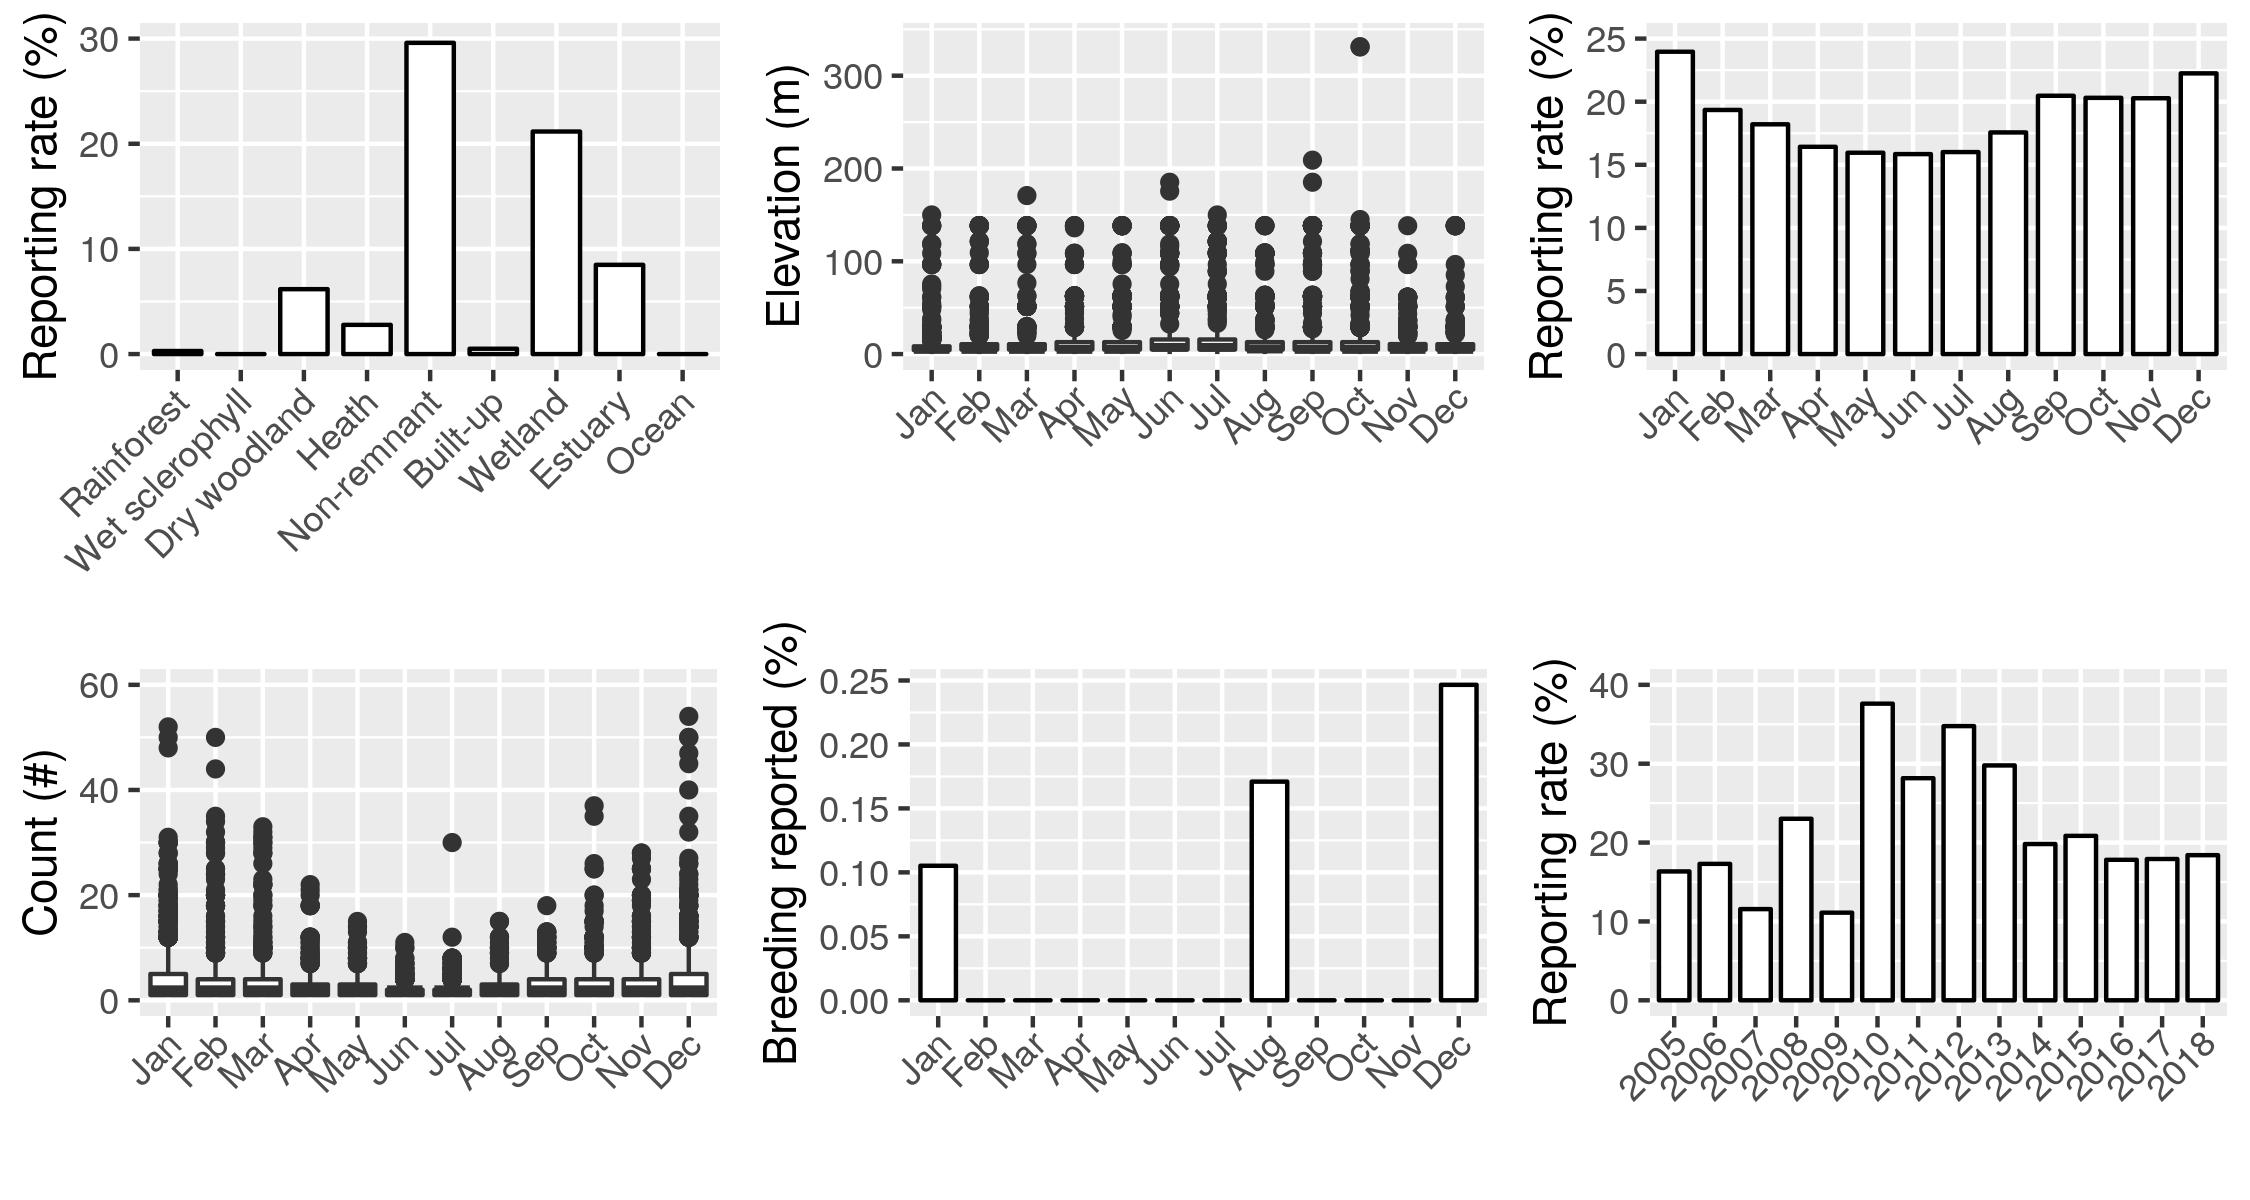 Reporting rate (%)
30
20
10
0
Rainforest
Wet sclerophyll
Dry woodland
Heath
Non-remnant
Built-up
Wetland
Estuary
Ocean
Elevation (m)
300
200
100
0
Jan
Feb
Mar
Apr
May
Jun
Jul
Aug
Sep
Oct
Nov
Dec
Reporting rate (%)
25
20
15
10
5
0
Jan
Feb
Mar
Apr
May
Jun
Jul
Aug
Sep
Oct
Nov
Dec
Count (#)
60
40
20
0
Jan
Feb
Mar
Apr
May
Jun
Jul
Aug
Sep
Oct
Nov
Dec
Breeding reported (%)
0.25
0.20
0.15
0.10
0.05
0.00
Jan
Feb
Mar
Apr
May
Jun
Jul
Aug
Sep
Oct
Nov
Dec
Reporting rate (%)
40
30
20
10
0
2005
2006
2007
2008
2009
2010
2011
2012
2013
2014
2015
2016
2017
2018